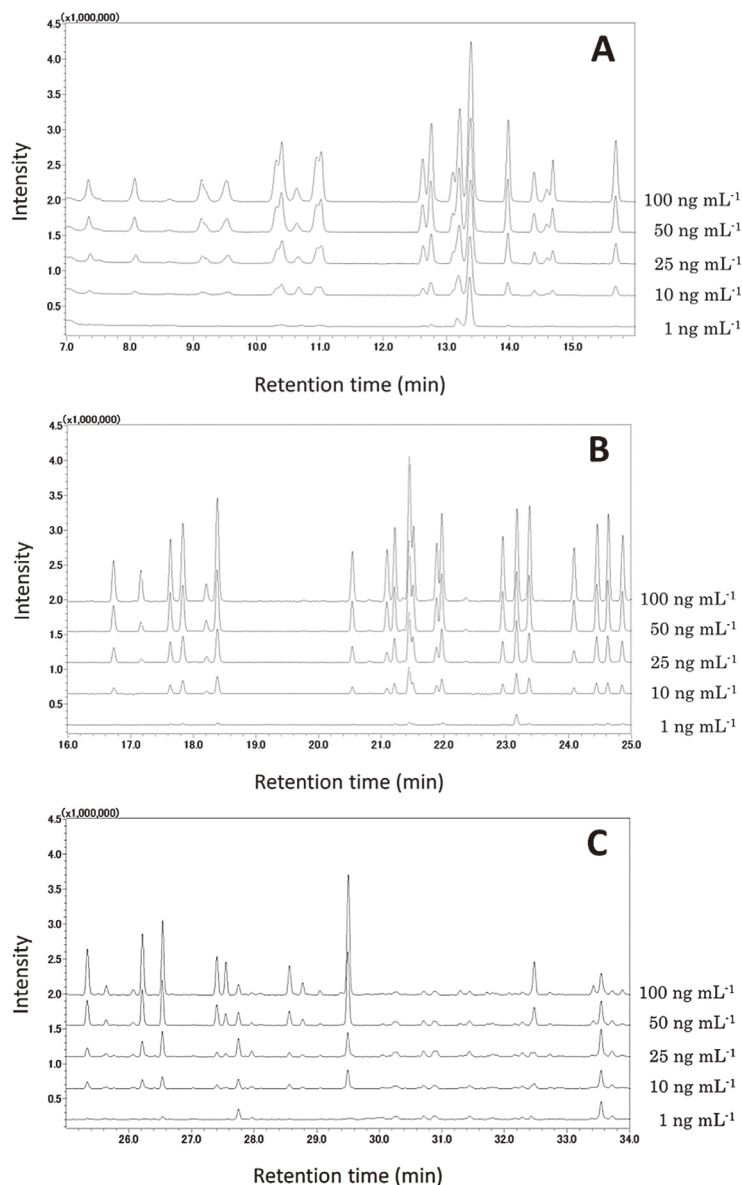 (x1,000,000)
4.5
A
4.0
3.5
3.0
2.5
2.0
1.5
1.0
0.5
Intensity
100 ng mL-1
50 ng mL-1
25 ng mL-1
10 ng mL-1
1 ng mL-1
7.0 8.0 9.0 10.0 11.0 12.0 13.0 14.0 15.0
Retention time (min)
(x1,000,000)
4.5
B
4.0
3.5
3.0
2.5
2.0
1.5
1.0
0.5
Intensity
100 ng mL-1
50 ng mL-1
25 ng mL-1
10 ng mL-1
1 ng mL-1
16.0 17.0 18.0 19.0 20.0 21.0 22.0 23.0 24.0 25.0
Retention time (min)
(x1,000,000)
4.5
C
4.0
3.5
3.0
2.5
2.0
1.5
1.0
0.5
Intensity
100 ng mL-1
50 ng mL-1
25 ng mL-1
10 ng mL-1
1 ng mL-1
26.0 27.0 28.0 29.0 30.0 31.0 32.0 33.0 34.0
Retention time (min)